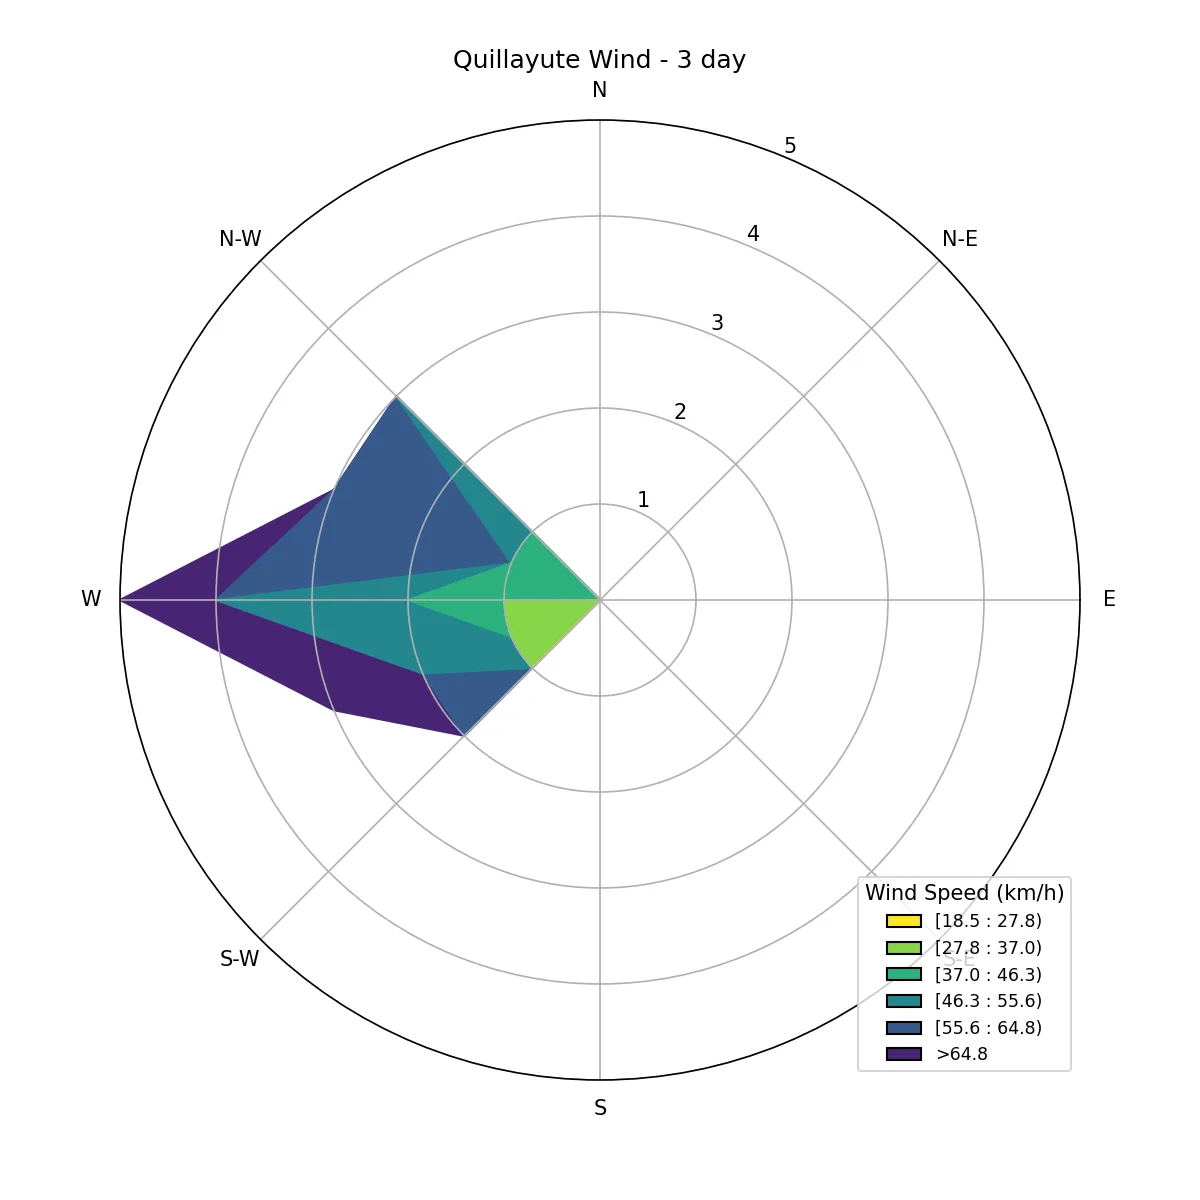 Quillayute Wind - 3 day
N
5
N-W
N-E
4
3
2
1
W
E
Wind Speed (km/h)
[18.5 : 27.8)
[27.8 : 37.0)
S-W
S-E
[37.0 : 46.3)
[46.3 : 55.6)
[55.6 : 64.8)
>64.8
S